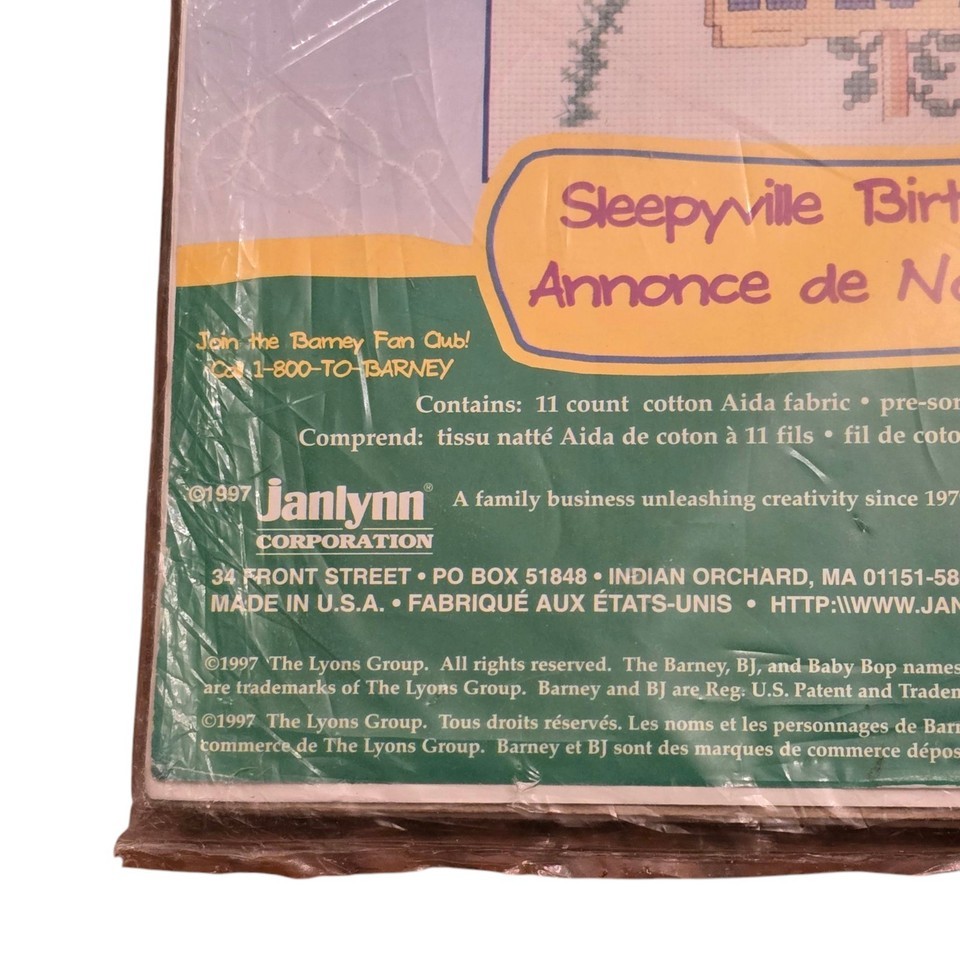 Sleepyville Birt
Annonce de No
Join the Barney Fan Club!
Call 1-800-TO-BARNEY
Contains: 11 count cotton Aida fabric • pre-sor
Comprend: tissu natté Aida de coton à 11 fils • fil de coto
©1997 Janlynn® A family business unleashing creativity since 197
CORPORATION
34 FRONT STREET • PO BOX 51848 • INDIAN ORCHARD, MA 01151-58
MADE IN U.S.A. • FABRIQUÉ AUX ÉTATS-UNIS • HTTP:\\WWW.JAN
©1997 The Lyons Group. All rights reserved. The Barney, BJ, and Baby Bop names
are trademarks of The Lyons Group. Barney and BJ are Reg. U.S. Patent and Tradem
©1997 The Lyons Group. Tous droits réservés. Les noms et les personnages de Bar
commerce de The Lyons Group. Barney et BJ sont des marques de commerce dépos